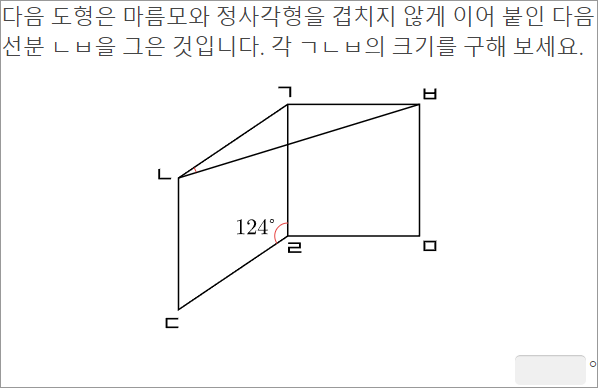 다음 도형은 마름모와 정사각형을 겹치지 않게 이어 붙인 다음
선분 ㄴㅂ을 그은 것입니다. 각 ㄱㄴㅂ의 크기를 구해 보세요.
ㄱ
ㅂ
ㄴ
124°
ㄹ
ㅁ
ㄷ
°